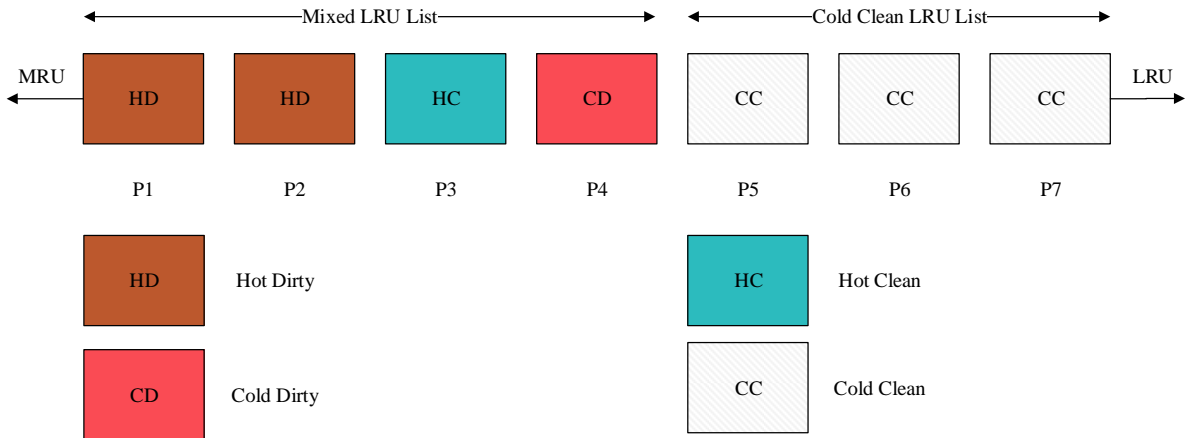 Mixed LRU List
Cold Clean LRU List
MRU
HD
HD
HC
CD
CC
CC
CC
LRU
P1
P2
P3
P4
P5
P6
P7
HD
Hot Dirty
HC
Hot Clean
CD
Cold Dirty
CC
Cold Clean